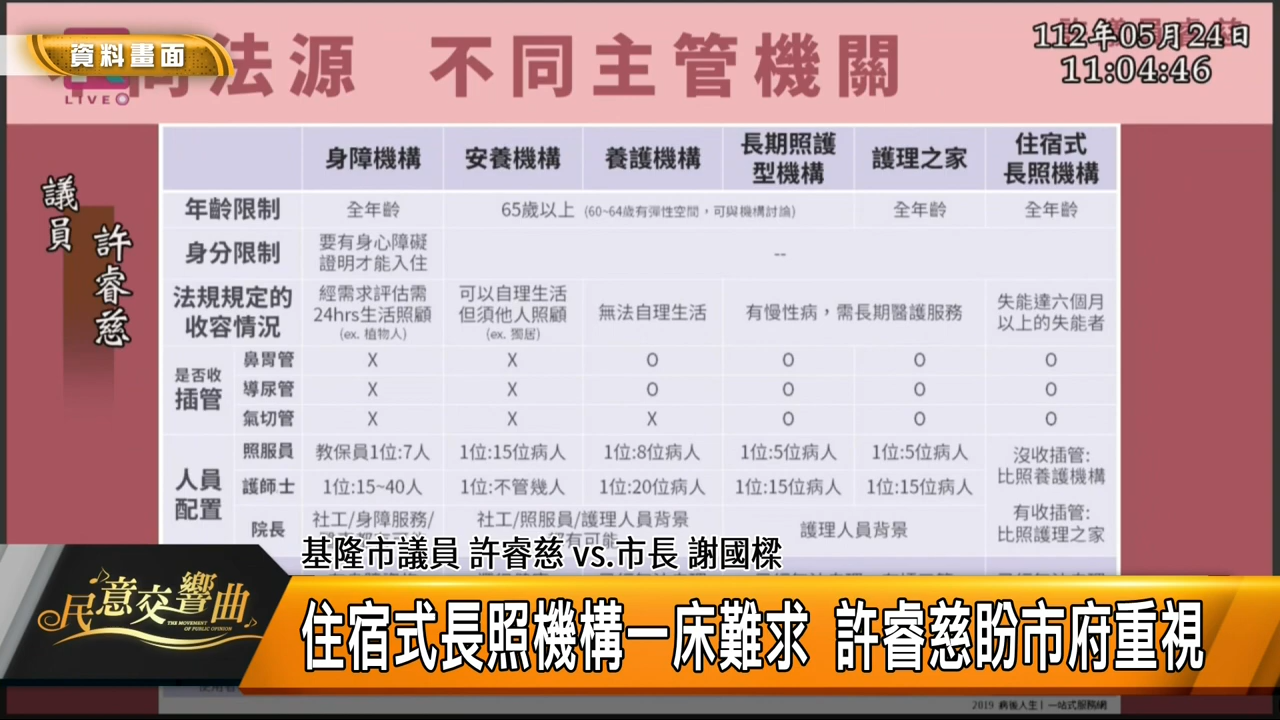 資料畫面
LIVE
法源 不同主管機關
112年05月24日
11:04:46
議員
許睿慈
身障機構 安養機構 養護機構 長期照護型機構 護理之家 住宿式長照機構
年齡限制 全年齡 65歲以上 (60~64歲有彈性空間，可與機構討論) 全年齡 全年齡
身分限制 要有身心障礙證明才能入住 --
法規規定的收容情況 經需求評估需24hrs生活照顧 (ex. 植物人) 可以自理生活但須他人照顧 (ex. 獨居) 無法自理生活 有慢性病，需長期醫護服務 失能達六個月以上的失能者
是否收插管
鼻胃管 X X O O O O
導尿管 X X O O O O
氣切管 X X X O O O
人員配置
照服員 教保員1位:7人 1位:15位病人 1位:8位病人 1位:5位病人 1位:5位病人 沒收插管:比照養護機構
護師士 1位:15~40人 1位:不管幾人 1位:20位病人 1位:15位病人 1位:15位病人 有收插管:比照護理之家
院長 社工/身障服務/ 社工/照服員/護理人員背景 護理人員背景
基隆市議員 許睿慈 vs.市長 謝國樑
民意交響曲
THE MOVEMENT
OF PUBLIC OPINION
住宿式長照機構一床難求 許睿慈盼市府重視
2019 病後人生|一站式服務網